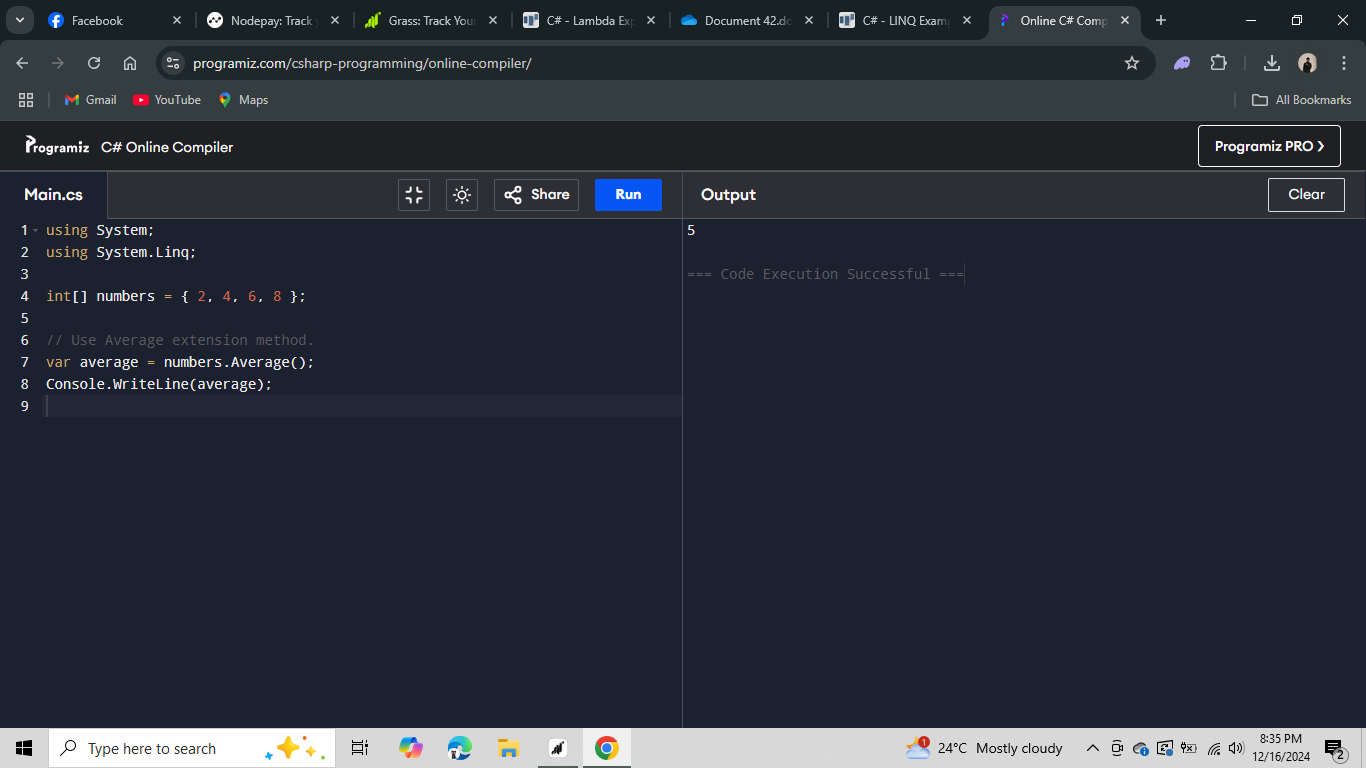 Facebook
Nodepay: Track
Grass: Track Your
C# - Lambda Exp
Document 42.do
C# - LINQ Examp
Online C# Comp
programiz.com/csharp-programming/online-compiler/
Gmail
YouTube
Maps
All Bookmarks
Programiz C# Online Compiler
Programiz PRO
Main.cs
Share
Run
Output
Clear
1 using System;
2 using System.Linq;
3
4 int[] numbers = { 2, 4, 6, 8 };
5
6 // Use Average extension method.
7 var average = numbers.Average();
8 Console.WriteLine(average);
9
5
=== Code Execution Successful ===
Type here to search
1
24°C Mostly cloudy
8:35 PM
12/16/2024
2